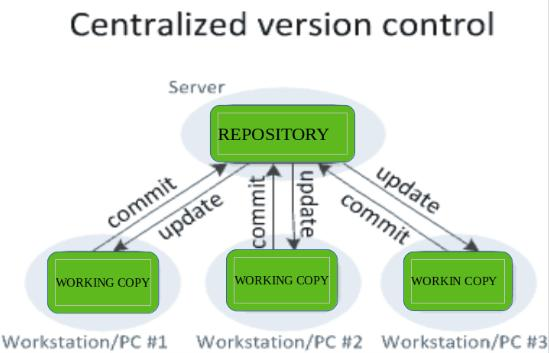 Centralized version control
Server
REPOSITORY
commit
update
commit
update
update
commit
WORKING COPY
WORKING COPY
WORKIN COPY
Workstation/PC #1
Workstation/PC #2
Workstation/PC #3